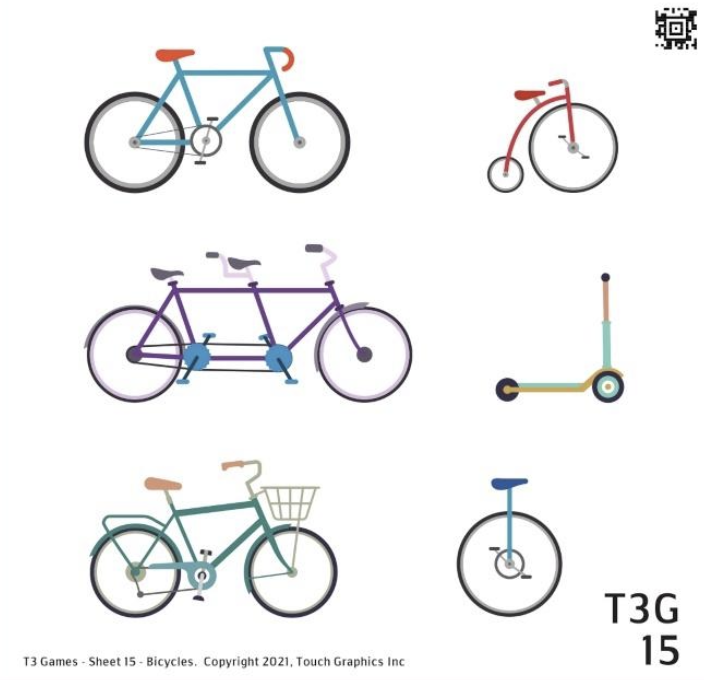 T3G
15
T3 Games - Sheet 15 - Bicycles. Copyright 2021, Touch Graphics Inc